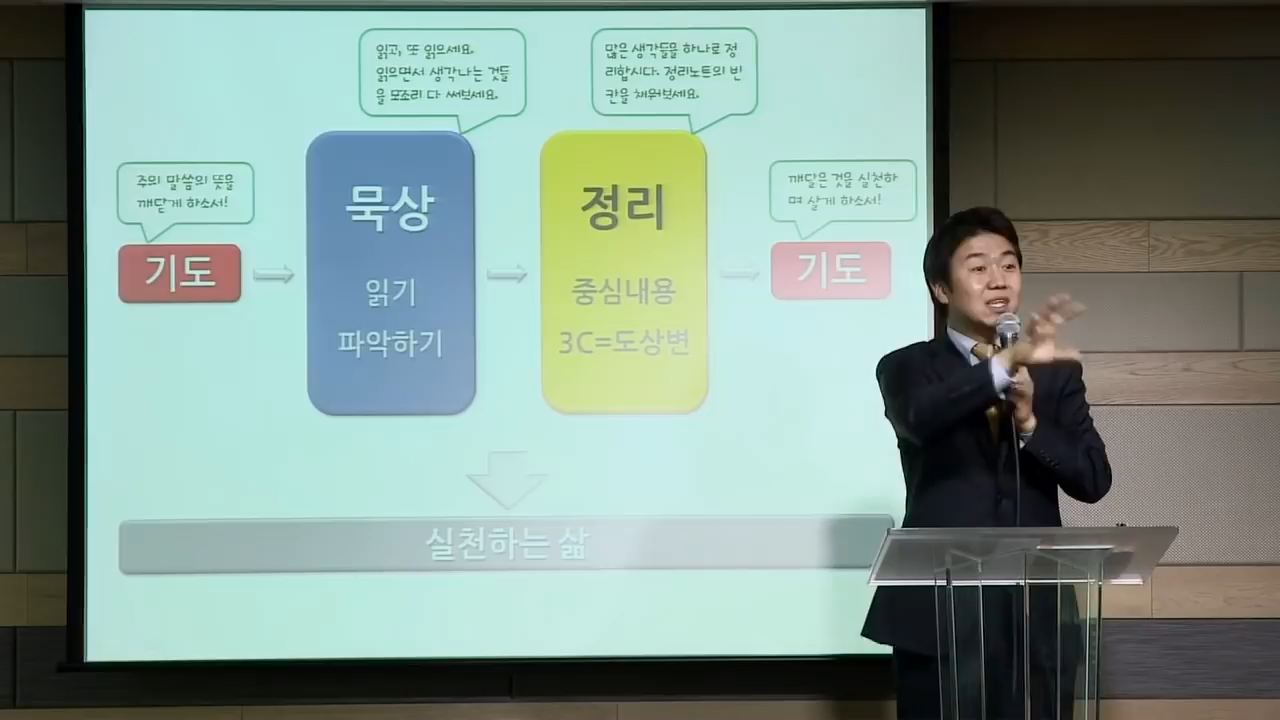 읽고, 또 읽으세요.
읽으면서 생각나는 것들
을 모조리 다 써보세요.
많은 생각들을 하나로 정
리합시다. 정리노트의 빈
칸을 채워보세요.
주의 말씀의 뜻을
깨닫게 하소서!
깨달은 것을 실천하
며 살게 하소서!
기도
묵상
읽기
파악하기
정리
중심내용
3C=도상변
기도
실천하는 삶